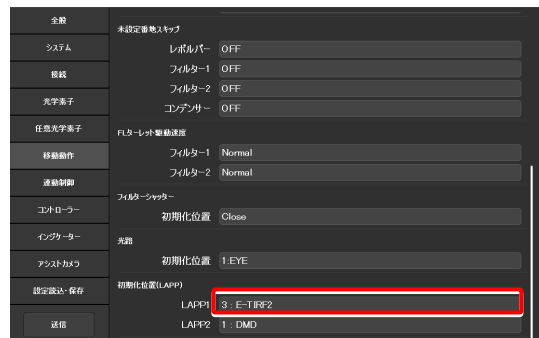 全般
システム
接続
光学素子
任意光学素子
移動動作
連動制御
コントローラー
インジケーター
アシストカメラ
設定読込・保存
送信
未設定番地スキップ
レボルバー OFF
フィルター1 OFF
フィルター2 OFF
コンデンサー OFF
FLターレット駆動速度
フィルター1 Normal
フィルター2 Normal
フィルターシャッター
初期化位置 Close
光路
初期化位置 1:EYE
初期化位置(LAPP)
LAPP1 3 : E-TIRF2
LAPP2 1 : DMD